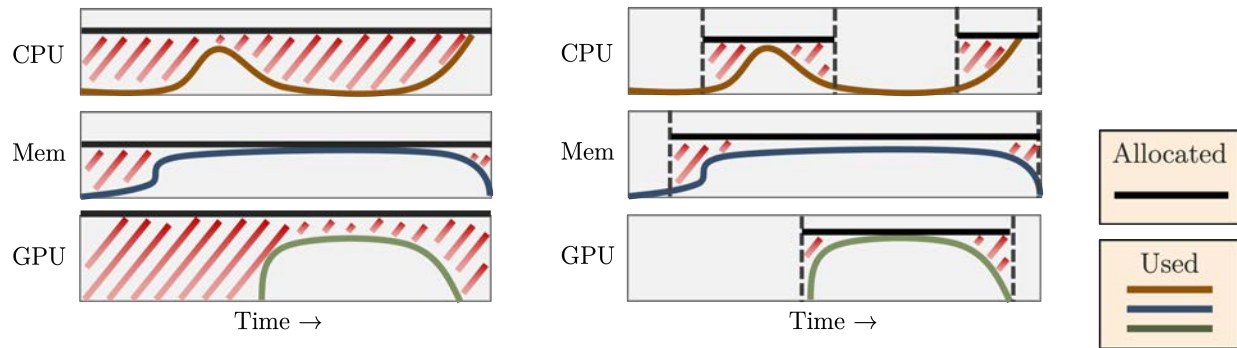 CPU
Mem
GPU
Time →
CPU
Mem
GPU
Time →
Allocated
Used